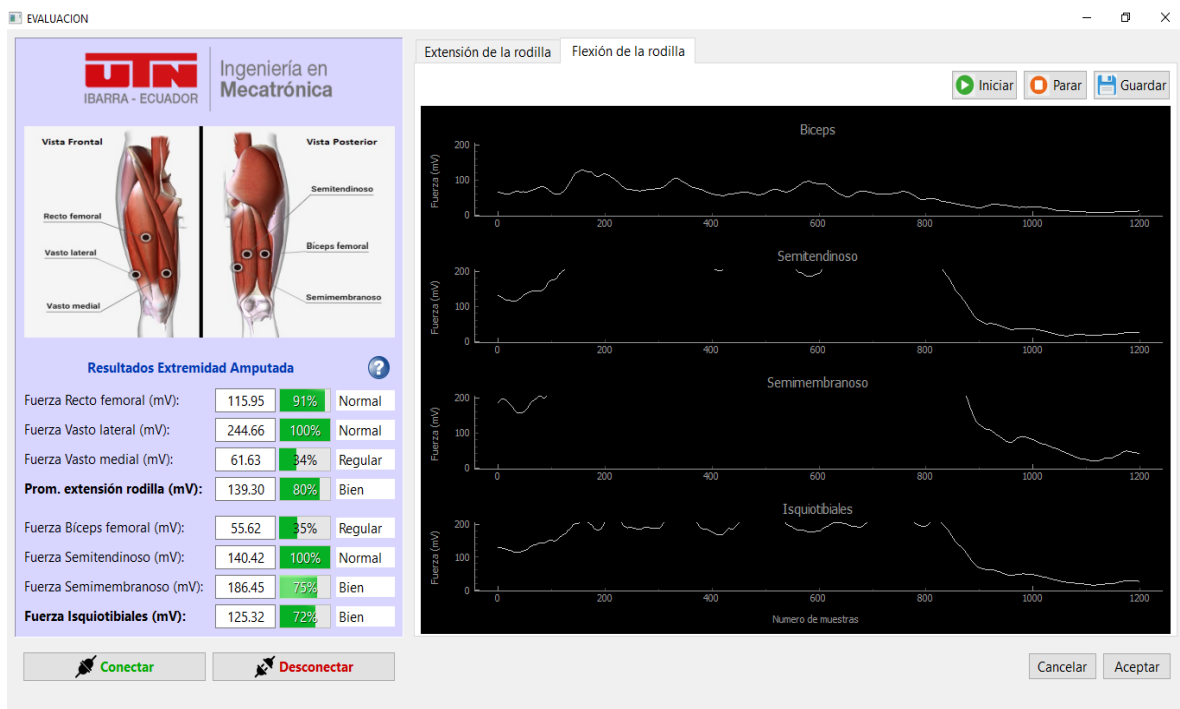 EVALUACION
UTN
IBARRA - ECUADOR
Ingeniería en
Mecatrónica
Vista Frontal
Vista Posterior
Semitendinoso
Recto femoral
Bíceps femoral
Vasto lateral
Semimembranoso
Vasto medial
Resultados Extremidad Amputada
?
Fuerza Recto femoral (mV): 115.95 91% Normal
Fuerza Vasto lateral (mV): 244.66 100% Normal
Fuerza Vasto medial (mV): 61.63 34% Regular
Prom. extensión rodilla (mV): 139.30 80% Bien
Fuerza Bíceps femoral (mV): 55.62 35% Regular
Fuerza Semitendinoso (mV): 140.42 100% Normal
Fuerza Semimembranoso (mV): 186.45 75% Bien
Fuerza Isquiotibiales (mV): 125.32 72% Bien
Conectar Desconectar
Extensión de la rodilla Flexión de la rodilla
Iniciar Parar Guardar
Biceps
Fuerza (mV)
200
100
0
0 200 400 600 800 1000 1200
Semitendinoso
Fuerza (mV)
200
100
0
0 200 400 600 800 1000 1200
Semimembranoso
Fuerza (mV)
200
100
0
0 200 400 600 800 1000 1200
Isquiotibiales
Fuerza (mV)
200
100
0
0 200 400 600 800 1000 1200
Numero de muestras
Cancelar Aceptar